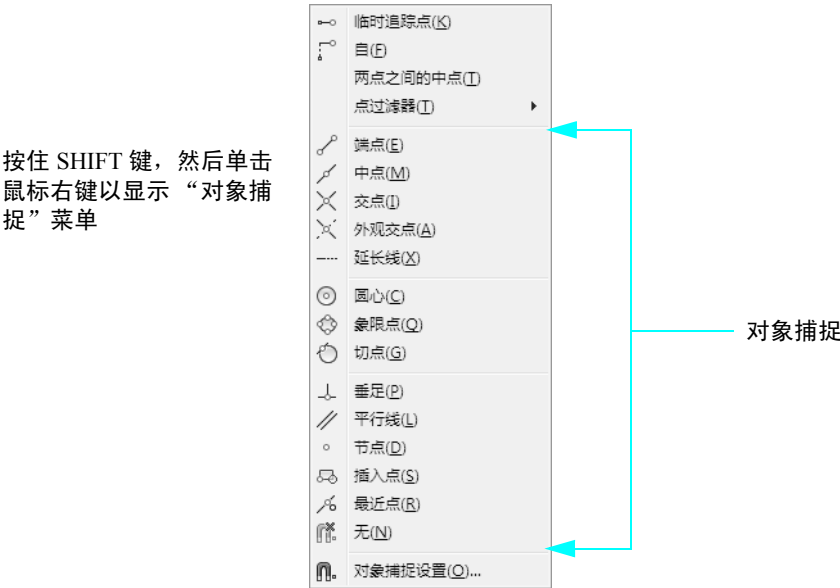 按住 SHIFT 键，然后单击
鼠标右键以显示 “对象捕
捉”菜单
临时追踪点(K)
自(F)
两点之间的中点(T)
点过滤器(T)
端点(E)
中点(M)
交点(I)
外观交点(A)
延长线(X)
圆心(C)
象限点(Q)
切点(G)
垂足(P)
平行线(L)
节点(D)
插入点(S)
最近点(R)
无(N)
对象捕捉设置(O)...
对象捕捉